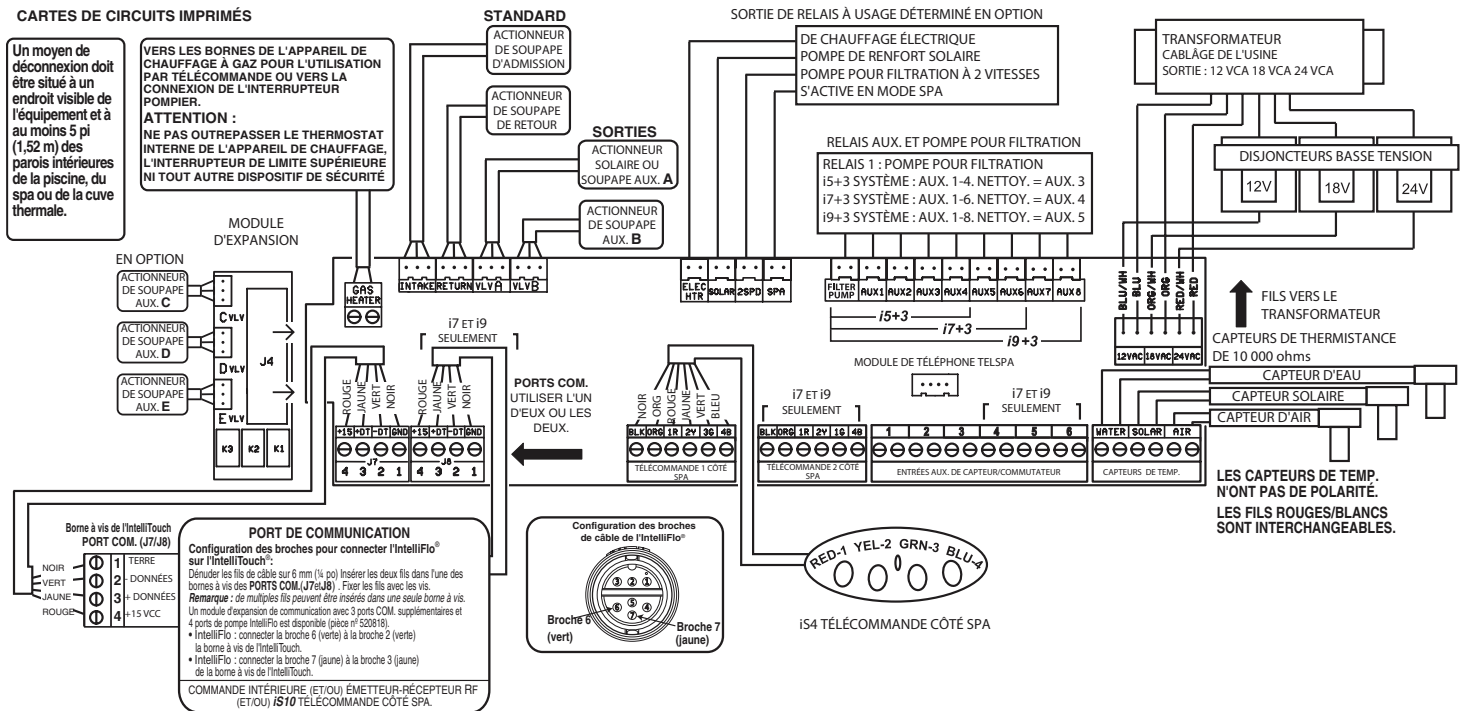 CARTES DE CIRCUITS IMPRIMÉS
Un moyen de
déconnexion doit
être situé à un
endroit visible de
l'équipement et à
au moins 5 pi
(1,52 m) des
parois intérieures
de la piscine, du
spa ou de la cuve
thermale.
VERS LES BORNES DE L'APPAREIL DE
CHAUFFAGE À GAZ POUR L'UTILISATION
PAR TÉLÉCOMMANDE OU VERS LA
CONNEXION DE L'INTERRUPTEUR
POMPIER.
ATTENTION :
NE PAS OUTREPASSER LE THERMOSTAT
INTERNE DE L'APPAREIL DE CHAUFFAGE,
L'INTERRUPTEUR DE LIMITE SUPÉRIEURE
NI TOUT AUTRE DISPOSITIF DE SÉCURITÉ
STANDARD
ACTIONNEUR
DE SOUPAPE
D'ADMISSION
ACTIONNEUR
DE SOUPAPE
DE RETOUR
SORTIES
ACTIONNEUR
SOLAIRE OU
SOUPAPE AUX. A
ACTIONNEUR
DE SOUPAPE
AUX. B
SORTIE DE RELAIS À USAGE DÉTERMINÉ EN OPTION
DE CHAUFFAGE ÉLECTRIQUE
POMPE DE RENFORT SOLAIRE
POMPE POUR FILTRATION À 2 VITESSES
S'ACTIVE EN MODE SPA
RELAIS AUX. ET POMPE POUR FILTRATION
RELAIS 1 : POMPE POUR FILTRATION
i5+3 SYSTÈME : AUX. 1-4. NETTOY. = AUX. 3
i7+3 SYSTÈME : AUX. 1-6. NETTOY. = AUX. 4
i9+3 SYSTÈME : AUX. 1-8. NETTOY. = AUX. 5
TRANSFORMATEUR
CABLÂGE DE L'USINE
SORTIE : 12 VCA 18 VCA 24 VCA
DISJONCTEURS BASSE TENSION
12V 18V 24V
MODULE
D'EXPANSION
EN OPTION
ACTIONNEUR
DE SOUPAPE
AUX. C
ACTIONNEUR
DE SOUPAPE
AUX. D
ACTIONNEUR
DE SOUPAPE
AUX. E
C VLV
D VLV
E VLV
J4
K3 K2 K1
GAS
HEATER
INTAKE RETURN VLV A VLV B
ELEC
HTR SOLAR 2SPD SPA
FILTER
PUMP AUX1 AUX2 AUX3 AUX4 AUX5 AUX6 AUX7 AUX8
i5+3
i7+3
i9+3
BLU/WH BLU ORG/WH ORG RED/WH RED
12VAC 18VAC 24VAC
FILS VERS LE
TRANSFORMATEUR
CAPTEURS DE THERMISTANCE
DE 10 000 ohms
CAPTEUR D'EAU
CAPTEUR SOLAIRE
CAPTEUR D'AIR
LES CAPTEURS DE TEMP.
N'ONT PAS DE POLARITÉ.
LES FILS ROUGES/BLANCS
SONT INTERCHANGEABLES.
i7 ET i9
SEULEMENT
ROUGE JAUNE VERT NOIR
ROUGE JAUNE VERT NOIR
+15 +DT -DT GND +15 +DT -DT GND
J7 J8
4 3 2 1 4 3 2 1
PORTS COM.
UTILISER L'UN
D'EUX OU LES
DEUX.
NOIR ORG ROUGE JAUNE VERT BLEU
BLK ORG 1R 2Y 3G 4B
TÉLÉCOMMANDE 1 CÔTÉ
SPA
i7 ET i9
SEULEMENT
BLK ORG 1R 2Y 1G 4B
TÉLÉCOMMANDE 2 CÔTÉ
SPA
MODULE DE TÉLÉPHONE TELSPA
i7 ET i9
SEULEMENT
1 2 3 4 5 6
ENTRÉES AUX. DE CAPTEUR/COMMUTATEUR
WATER SOLAR AIR
CAPTEURS DE TEMP.
Borne à vis de l'IntelliTouch
PORT COM. (J7/J8)
NOIR 1 TERRE
VERT 2 - DONNÉES
JAUNE 3 + DONNÉES
ROUGE 4 +15 VCC
PORT DE COMMUNICATION
Configuration des broches pour connecter l'IntelliFlo®
sur l'IntelliTouch®:
Dénuder les fils de câble sur 6 mm (¼ po) Insérer les deux fils dans l'une des
bornes à vis des PORTS COM.(J7etJ8) . Fixer les fils avec les vis.
Remarque : de multiples fils peuvent être insérés dans une seule borne à vis.
Un module d'expansion de communication avec 3 ports COM. supplémentaires et
4 ports de pompe IntelliFlo est disponible (pièce nº 520818).
• IntelliFlo : connecter la broche 6 (verte) à la broche 2 (verte)
la borne à vis de l'IntelliTouch.
• IntelliFlo : connecter la broche 7 (jaune) à la broche 3 (jaune)
de la borne à vis de l'IntelliTouch.
COMMANDE INTÉRIEURE (ET/OU) ÉMETTEUR-RÉCEPTEUR RF
(ET/OU) iS10 TÉLÉCOMMANDE CÔTÉ SPA.
Configuration des broches
de câble de l'IntelliFlo®
3 2 1
6 5 4
7
Broche 6
(vert)
Broche 7
(jaune)
RED-1 YEL-2 GRN-3 BLU-4
iS4 TÉLÉCOMMANDE CÔTÉ SPA